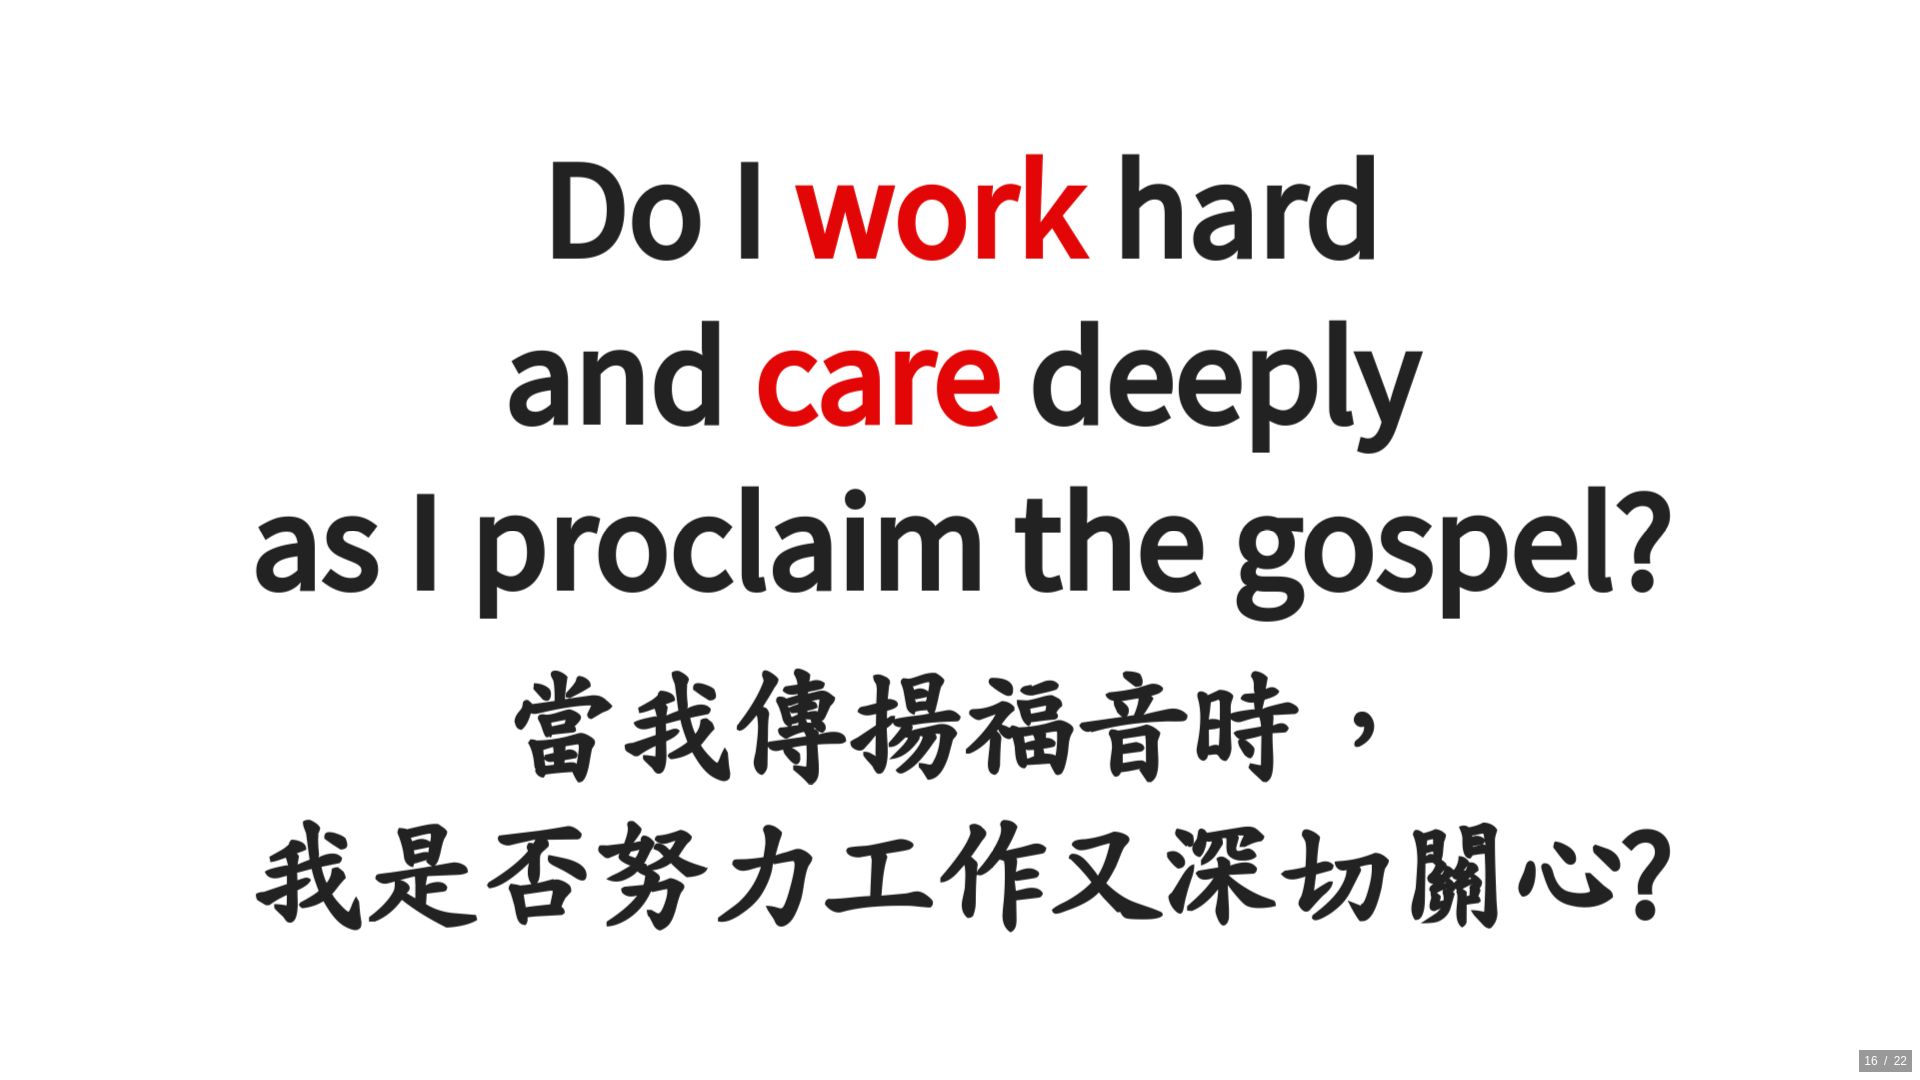 Do I work hard
and care deeply
as I proclaim the gospel?
當我傳揚福音時，
我是否努力工作又深切關心?
16 / 22